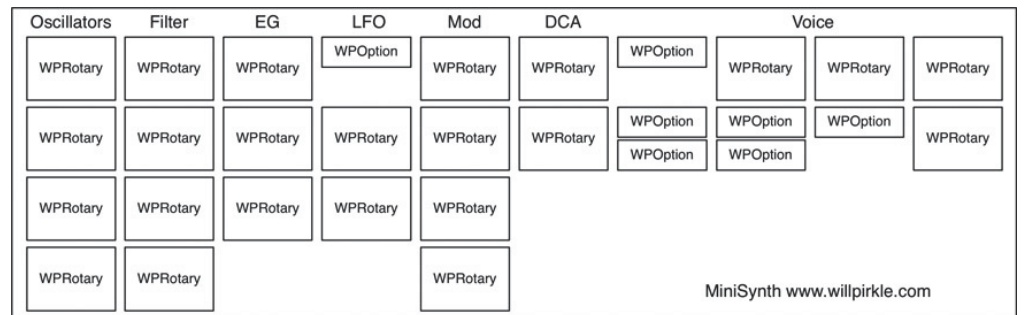 Oscillators Filter EG LFO Mod DCA Voice
WPRotary WPRotary WPRotary WPOption WPRotary WPRotary WPOption WPRotary WPRotary WPRotary
WPRotary WPRotary WPRotary WPRotary WPRotary WPRotary WPOption WPOption WPOption WPRotary
WPOption WPOption
WPRotary WPRotary WPRotary WPRotary WPRotary
WPRotary WPRotary WPRotary
MiniSynth www.willpirkle.com